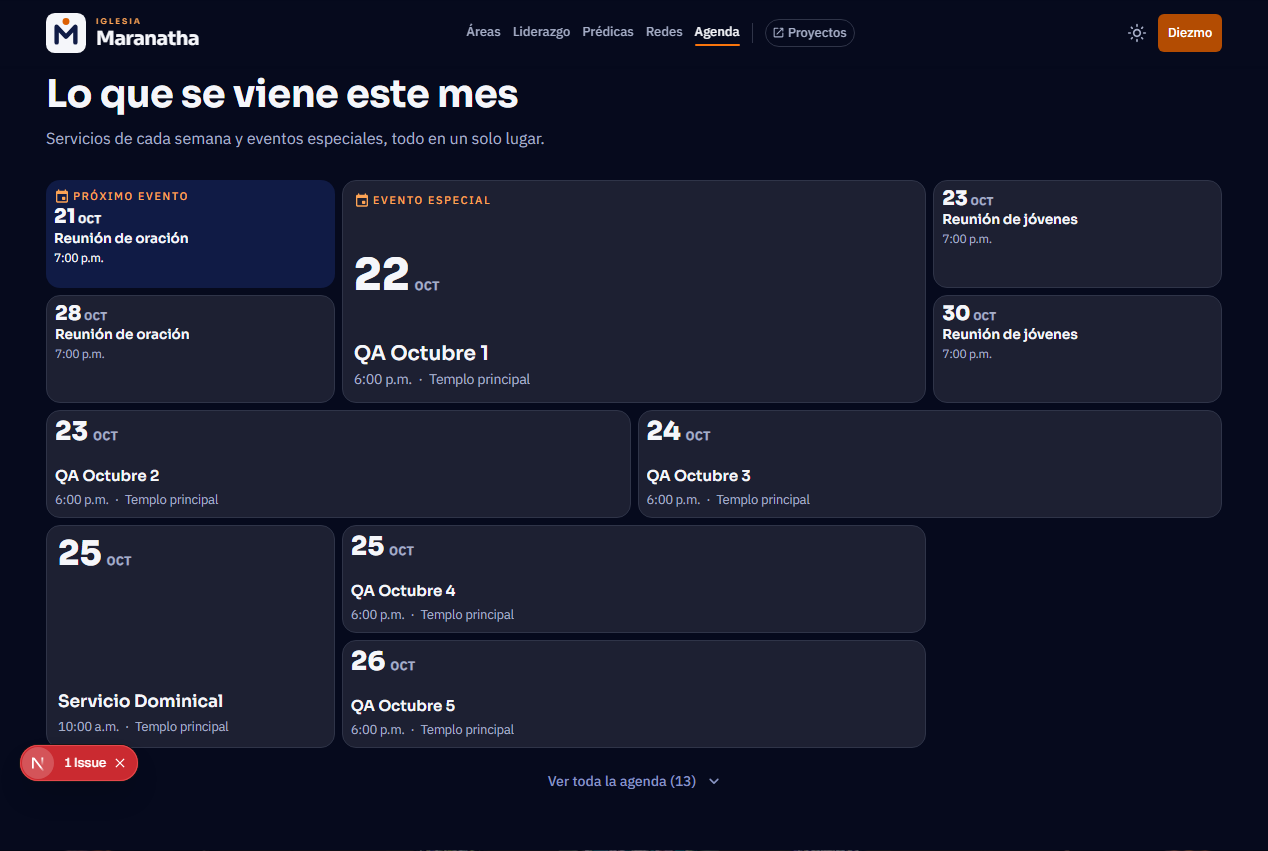 IGLESIA
Maranatha
Áreas Liderazgo Prédicas Redes Agenda Proyectos
Diezmo
Lo que se viene este mes
Servicios de cada semana y eventos especiales, todo en un solo lugar.
PRÓXIMO EVENTO
21 OCT
Reunión de oración
7:00 p.m.
EVENTO ESPECIAL
22 OCT
QA Octubre 1
6:00 p.m. · Templo principal
23 OCT
Reunión de jóvenes
7:00 p.m.
28 OCT
Reunión de oración
7:00 p.m.
30 OCT
Reunión de jóvenes
7:00 p.m.
23 OCT
QA Octubre 2
6:00 p.m. · Templo principal
24 OCT
QA Octubre 3
6:00 p.m. · Templo principal
25 OCT
Servicio Dominical
10:00 a.m. · Templo principal
25 OCT
QA Octubre 4
6:00 p.m. · Templo principal
26 OCT
QA Octubre 5
6:00 p.m. · Templo principal
N 1 Issue
Ver toda la agenda (13)